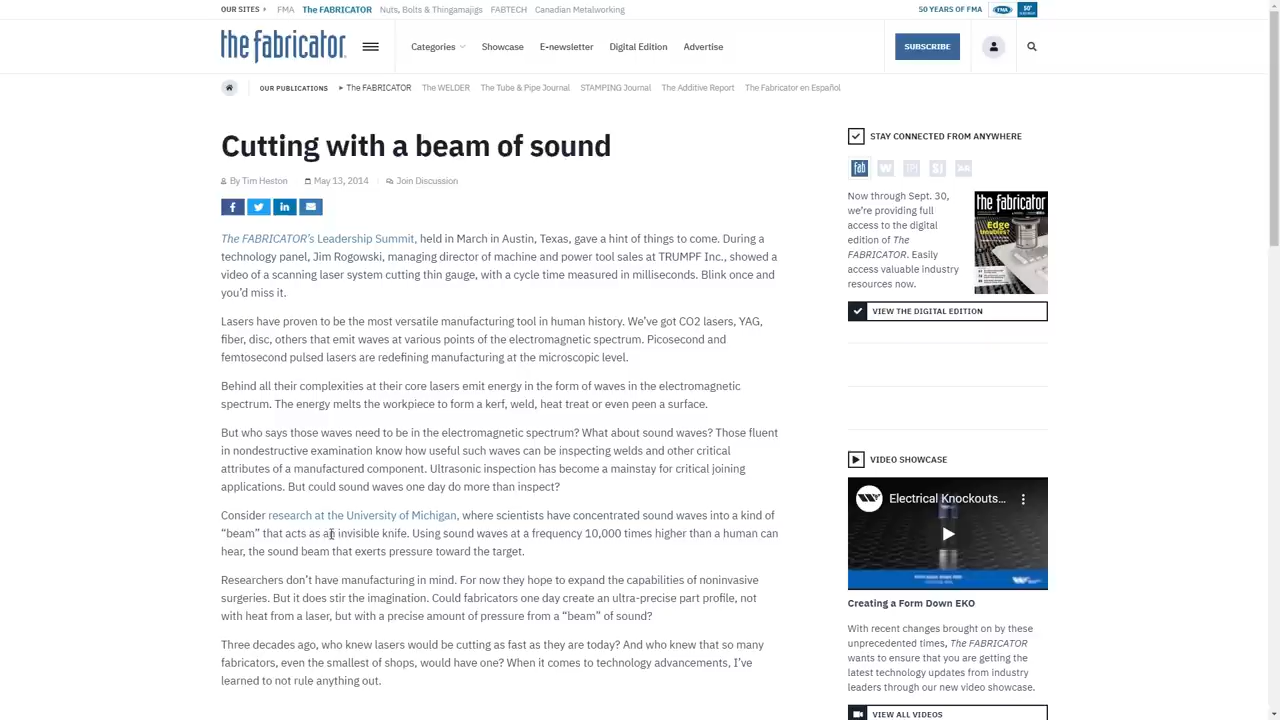 OUR SITES
FMA
The FABRICATOR
Nuts, Bolts & Thingamajigs
FABTECH
Canadian Metalworking
50 YEARS OF FMA
the fabricator
Categories
Showcase
E-newsletter
Digital Edition
Advertise
SUBSCRIBE
OUR PUBLICATIONS
The FABRICATOR
The WELDER
The Tube & Pipe Journal
STAMPING Journal
The Additive Report
The Fabricator en Español
Cutting with a beam of sound
By Tim Heston
May 13, 2014
Join Discussion
The FABRICATOR's Leadership Summit, held in March in Austin, Texas, gave a hint of things to come. During a
technology panel, Jim Rogowski, managing director of machine and power tool sales at TRUMPF Inc., showed a
video of a scanning laser system cutting thin gauge, with a cycle time measured in milliseconds. Blink once and
you'd miss it.
Lasers have proven to be the most versatile manufacturing tool in human history. We've got CO2 lasers, YAG,
fiber, disc, others that emit waves at various points of the electromagnetic spectrum. Picosecond and
femtosecond pulsed lasers are redefining manufacturing at the microscopic level.
Behind all their complexities at their core lasers emit energy in the form of waves in the electromagnetic
spectrum. The energy melts the workpiece to form a kerf, weld, heat treat or even peen a surface.
But who says those waves need to be in the electromagnetic spectrum? What about sound waves? Those fluent
in nondestructive examination know how useful such waves can be inspecting welds and other critical
attributes of a manufactured component. Ultrasonic inspection has become a mainstay for critical joining
applications. But could sound waves one day do more than inspect?
Consider research at the University of Michigan, where scientists have concentrated sound waves into a kind of
“beam” that acts as an invisible knife. Using sound waves at a frequency 10,000 times higher than a human can
hear, the sound beam that exerts pressure toward the target.
Researchers don't have manufacturing in mind. For now they hope to expand the capabilities of noninvasive
surgeries. But it does stir the imagination. Could fabricators one day create an ultra-precise part profile, not
with heat from a laser, but with a precise amount of pressure from a “beam” of sound?
Three decades ago, who knew lasers would be cutting as fast as they are today? And who knew that so many
fabricators, even the smallest of shops, would have one? When it comes to technology advancements, I've
learned to not rule anything out.
STAY CONNECTED FROM ANYWHERE
fab
W
TPJ
SJ
Now through Sept. 30,
we're providing full
access to the digital
edition of The
FABRICATOR. Easily
access valuable industry
resources now.
the fabricator
Edge
VIEW THE DIGITAL EDITION
VIDEO SHOWCASE
Electrical Knockouts...
Creating a Form Down EKO
With recent changes brought on by these
unprecedented times, The FABRICATOR
wants to ensure that you are getting the
latest technology updates from industry
leaders through our new video showcase.
VIEW ALL VIDEOS